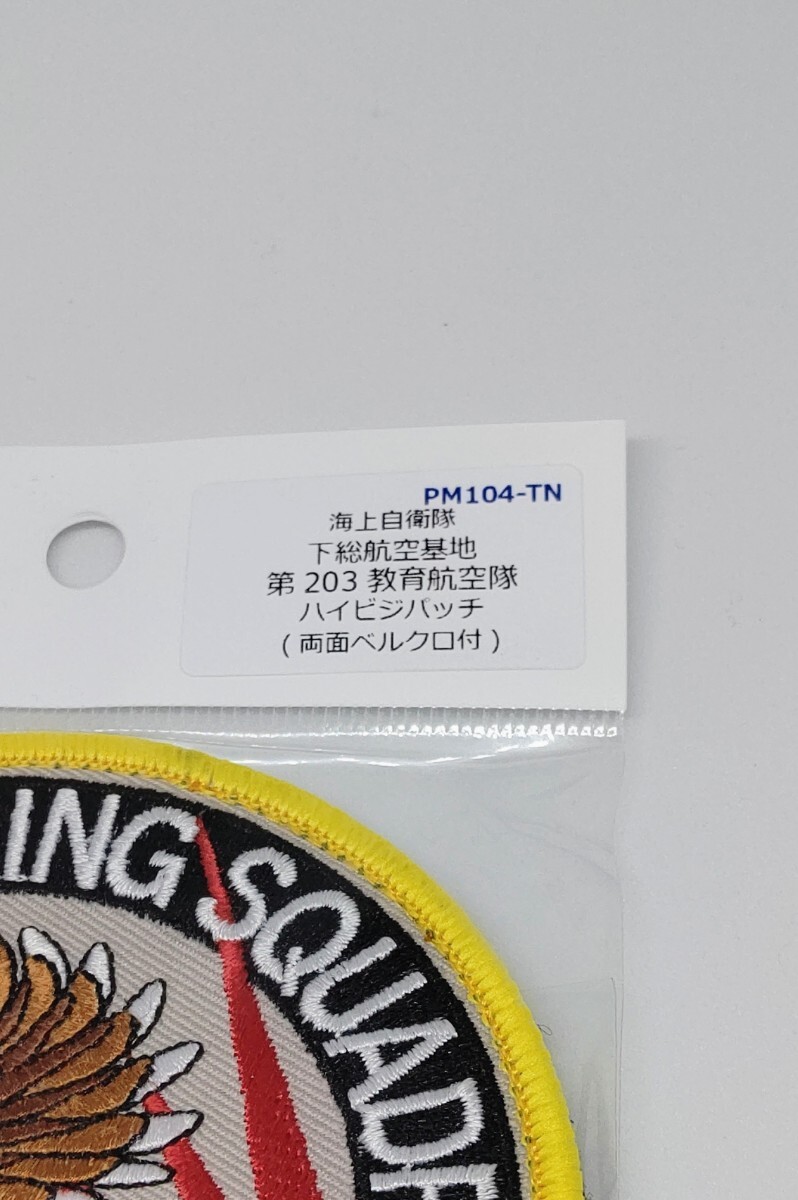 PM104-TN
海上自衛隊
下総航空基地
第 203 教育航空隊
ハイビジパッチ
( 両面ベルクロ付 )
ING SQUADR